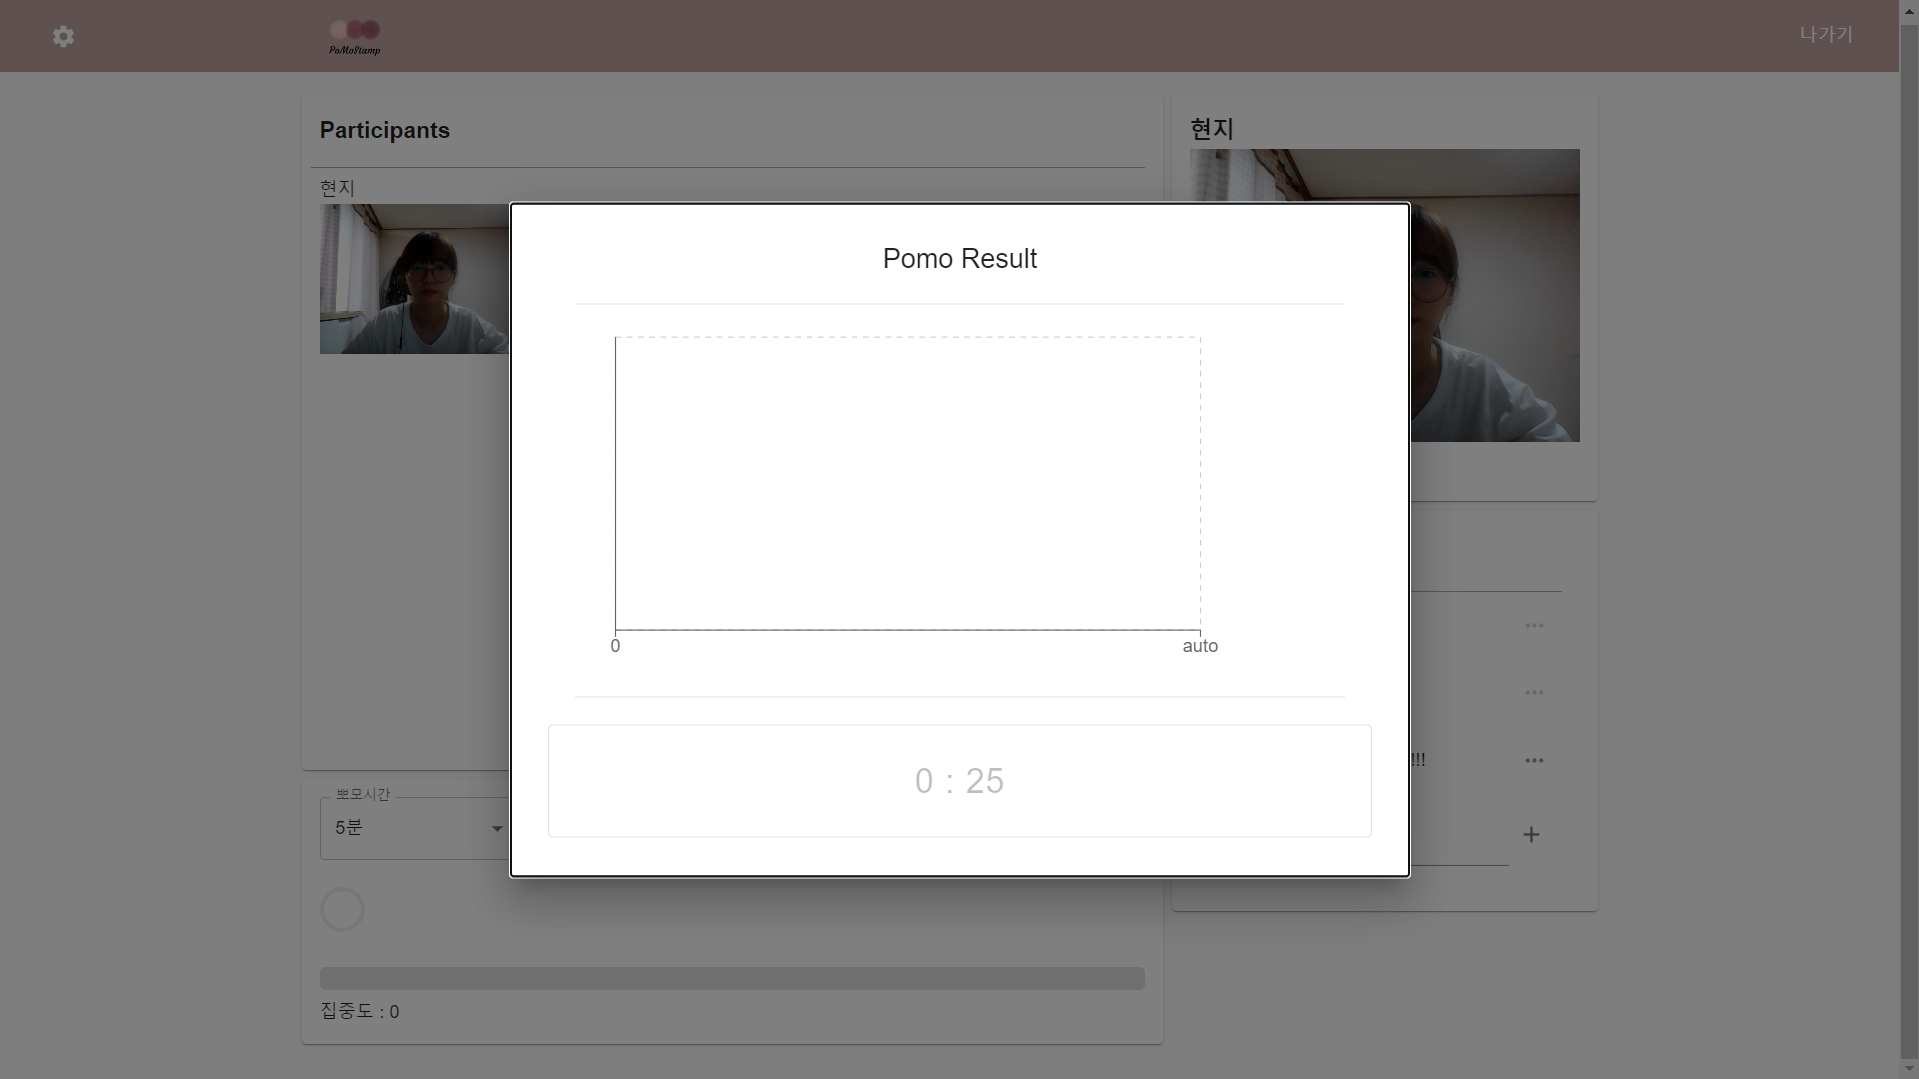 PoMoStamp
나가기
Participants
현지
현지
Pomo Result
0
auto
0 : 25
!!!
뽀모시간
5분
집중도 : 0